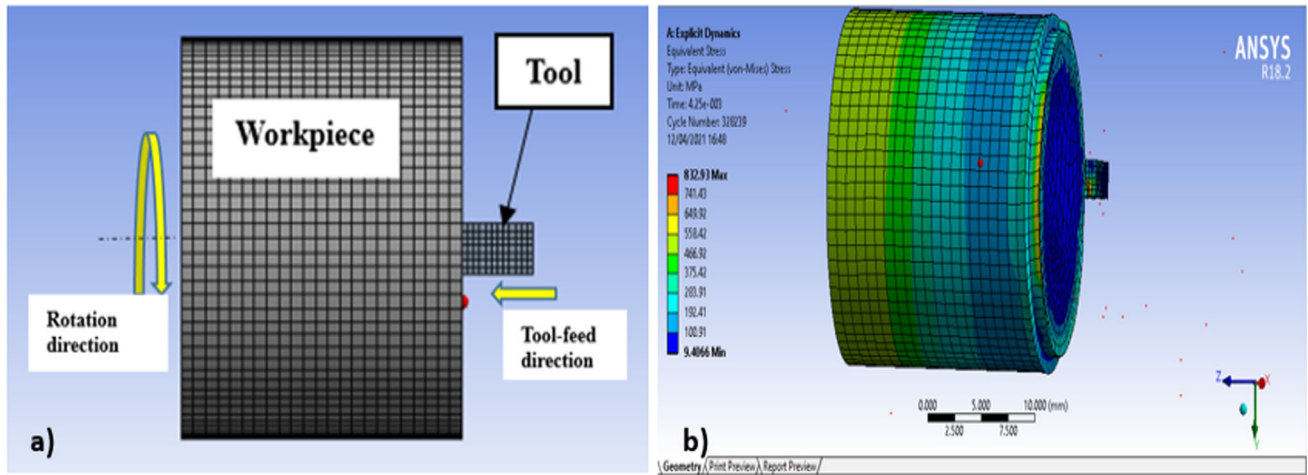 Tool
Workpiece
Rotation
direction
Tool-feed
direction
a)
A: Explicit Dynamics
Equivalent Stress
Type: Equivalent (von-Mises) Stress
Unit: MPa
Time: 4.25e-003
Cycle Number: 328239
12/04/2021 16:48
832.93 Max
741.43
649.92
558.42
466.92
375.42
283.91
192.41
100.91
9.4066 Min
ANSYS
R18.2
0.000 5.000 10.000 (mm)
2.500 7.500
Z X
Y
b)
Geometry Print Preview Report Preview